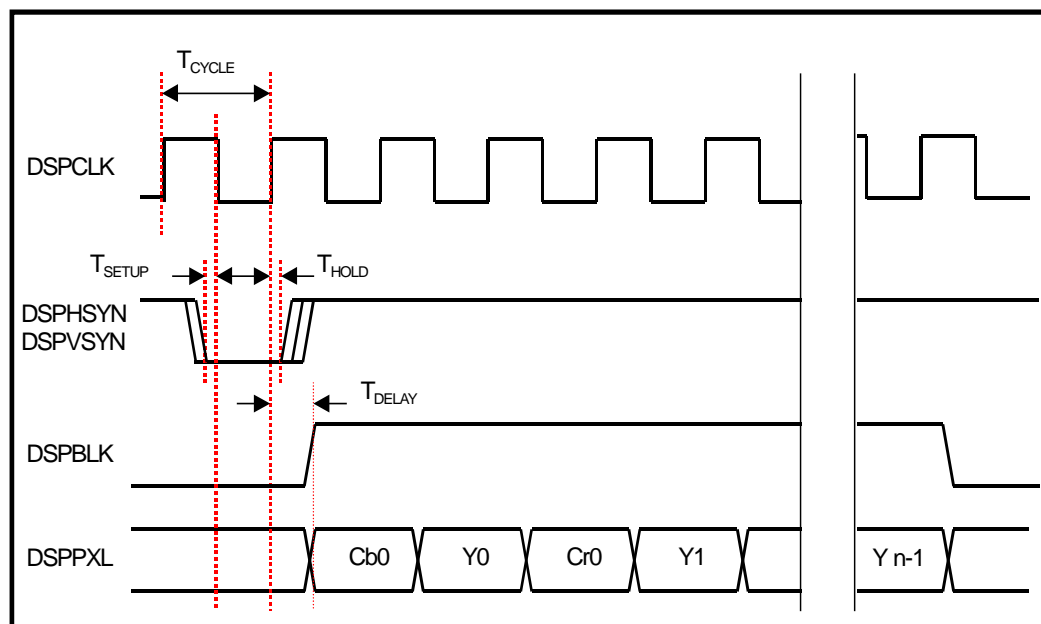 TCYCLE
DSPCLK
TSETUP
THOLD
DSPHSYN
DSPVSYN
TDELAY
DSPBLK
DSPPXL
Cb0
Y0
Cr0
Y1
Y n-1